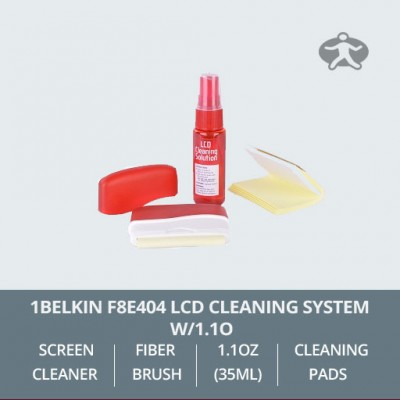 LCD
Cleaning
Solution
1BELKIN F8E404 LCD CLEANING SYSTEM
W/1.1O
SCREEN CLEANER
FIBER BRUSH
1.1OZ (35ML)
CLEANING PADS